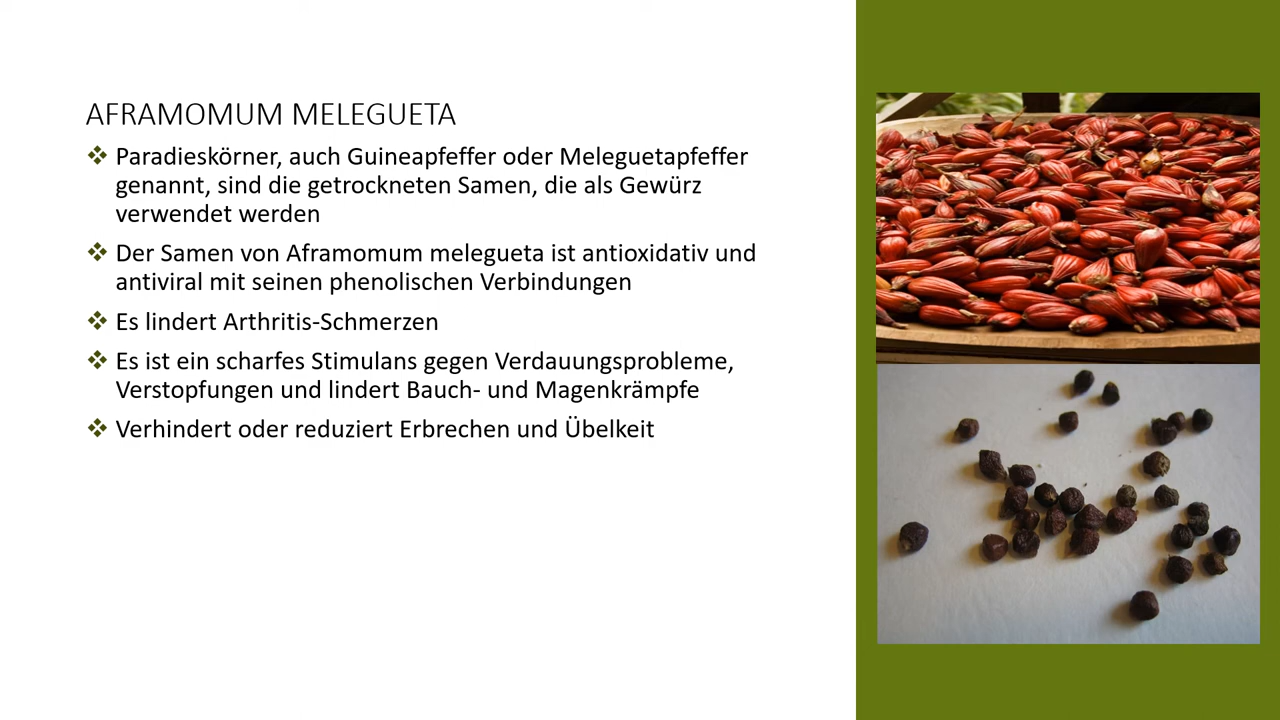 AFRAMOMUM MELEGUETA
❖ Paradieskörner, auch Guineapfeffer oder Meleguetapfeffer
genannt, sind die getrockneten Samen, die als Gewürz
verwendet werden
❖ Der Samen von Aframomum melegueta ist antioxidativ und
antiviral mit seinen phenolischen Verbindungen
❖ Es lindert Arthritis-Schmerzen
❖ Es ist ein scharfes Stimulans gegen Verdauungsprobleme,
Verstopfungen und lindert Bauch- und Magenkrämpfe
❖ Verhindert oder reduziert Erbrechen und Übelkeit